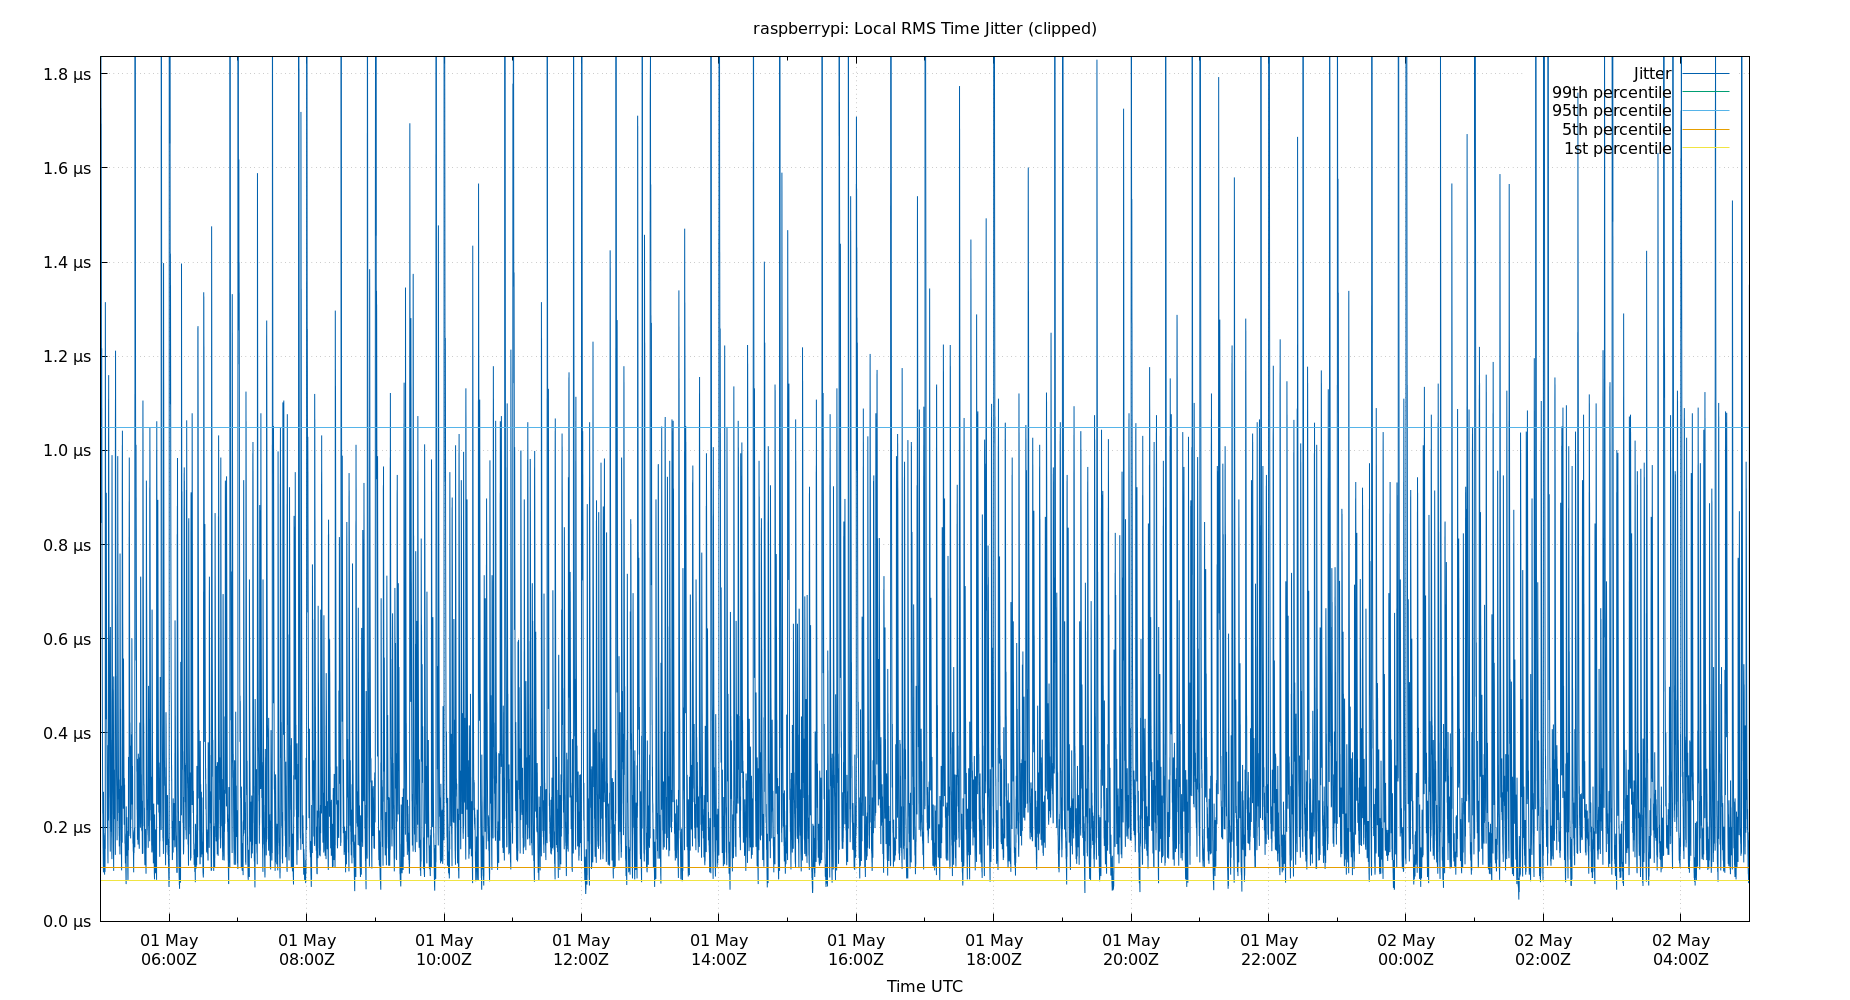 raspberrypi: Local RMS Time Jitter (clipped)
1.8 µs
1.6 µs
1.4 µs
1.2 µs
1.0 µs
0.8 µs
0.6 µs
0.4 µs
0.2 µs
0.0 µs
Jitter
99th percentile
95th percentile
5th percentile
1st percentile
01 May 01 May 01 May 01 May 01 May 01 May 01 May 01 May 01 May 02 May 02 May 02 May
06:00Z 08:00Z 10:00Z 12:00Z 14:00Z 16:00Z 18:00Z 20:00Z 22:00Z 00:00Z 02:00Z 04:00Z
Time UTC